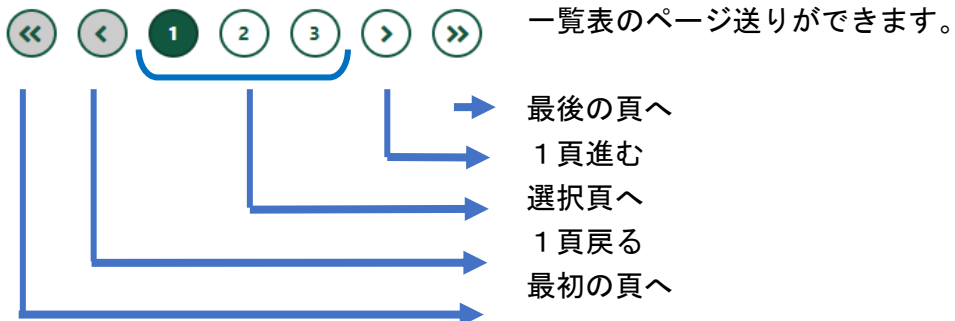 « < 1 2 3 > »
一覧表のページ送りができます。
最後の頁へ
１頁進む
選択頁へ
１頁戻る
最初の頁へ